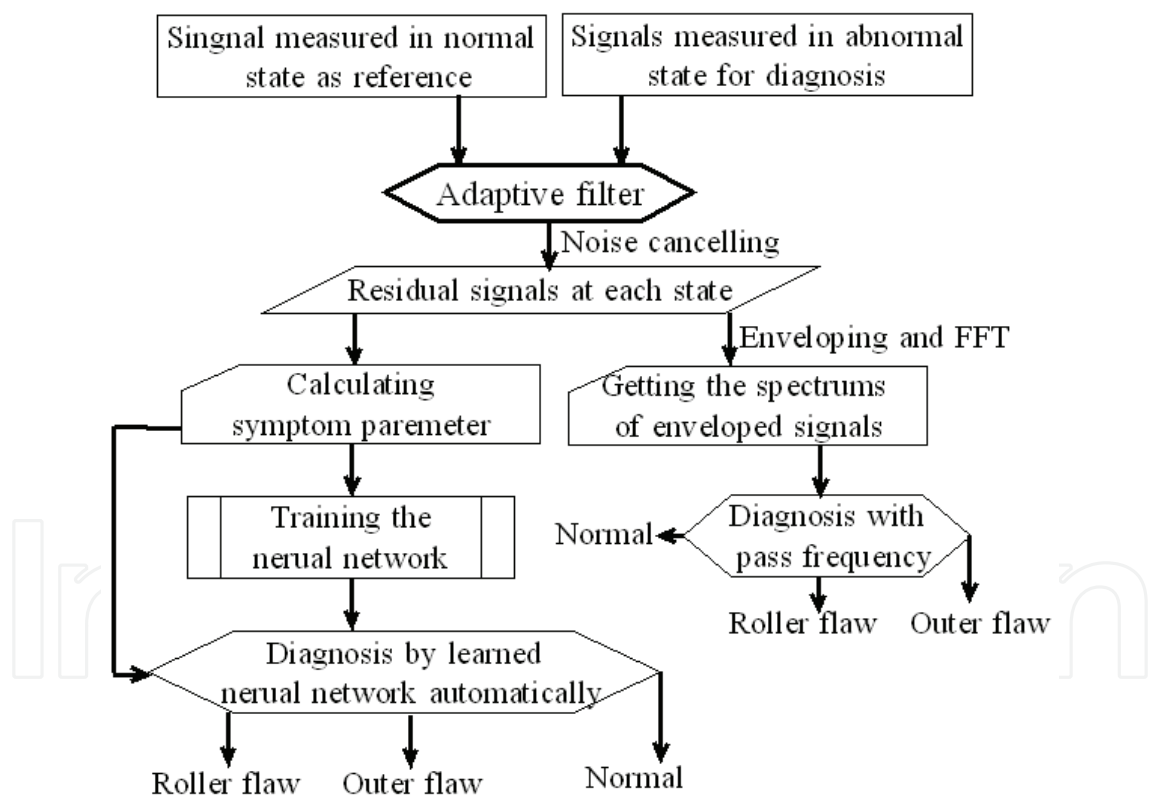 Singnal measured in normal
state as reference
Signals measured in abnormal
state for diagnosis
Adaptive filter
Noise cancelling
Residual signals at each state
Enveloping and FFT
Calculating
symptom paremeter
Getting the spectrums
of enveloped signals
Training the
nerual network
Normal
Diagnosis with
pass frequency
Roller flaw
Outer flaw
Diagnosis by learned
nerual network automatically
Roller flaw
Outer flaw
Normal